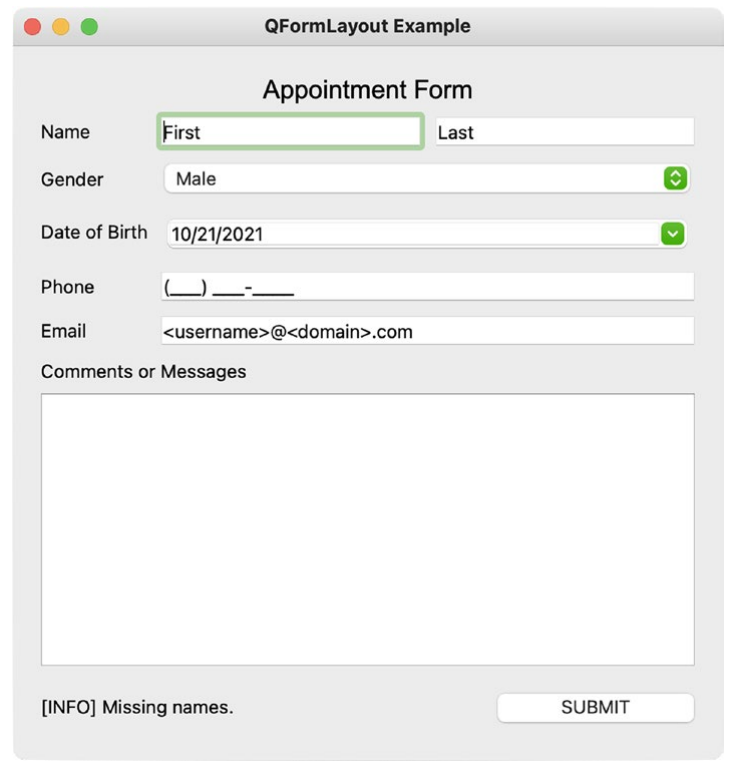 QFormLayout Example
Appointment Form
Name First Last
Gender Male
Date of Birth 10/21/2021
Phone (___) ___-____
Email <username>@<domain>.com
Comments or Messages
[INFO] Missing names. SUBMIT